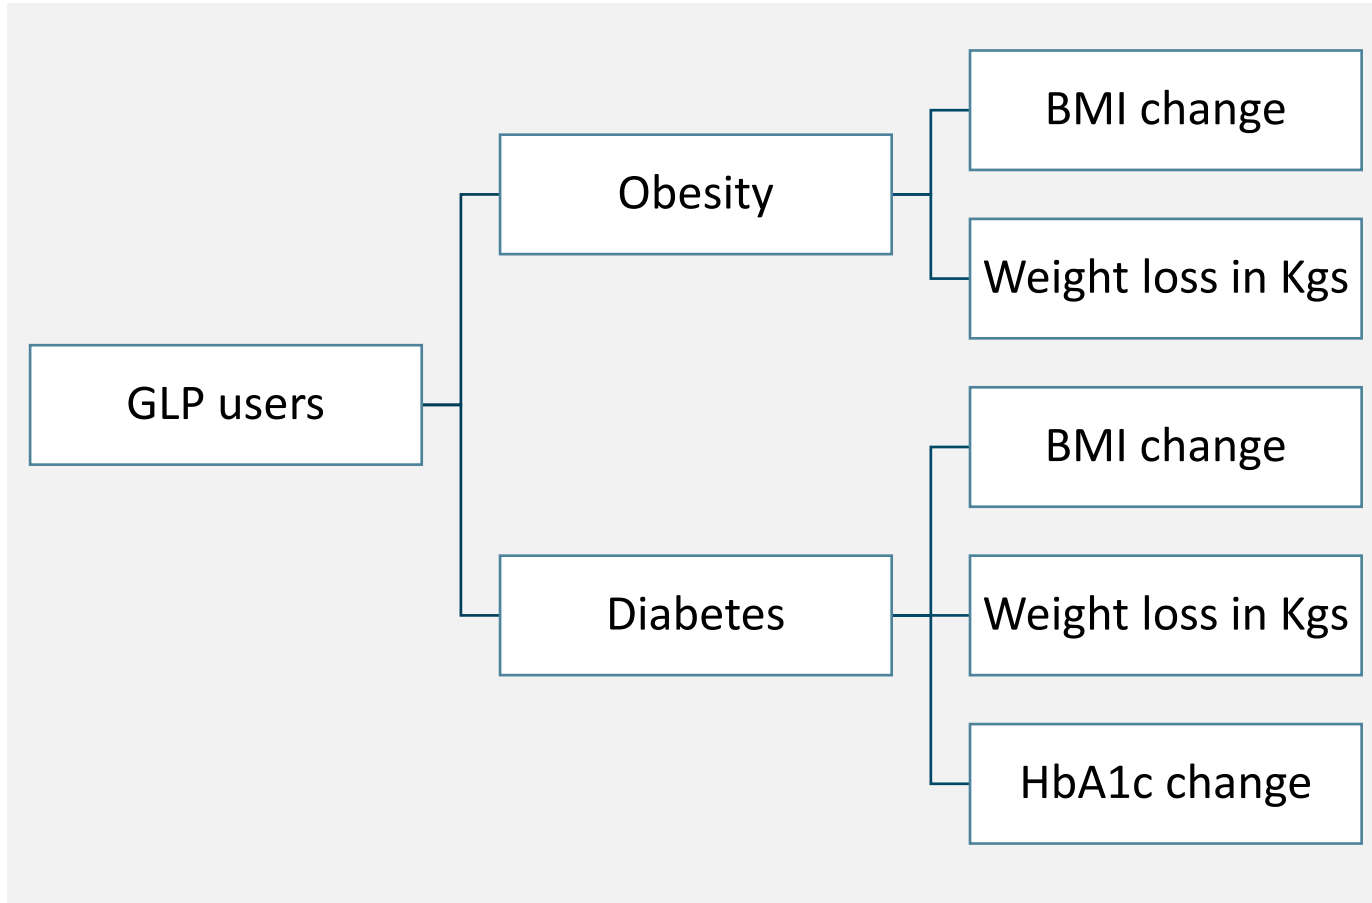 GLP users
Obesity
BMI change
Weight loss in Kgs
Diabetes
BMI change
Weight loss in Kgs
HbA1c change